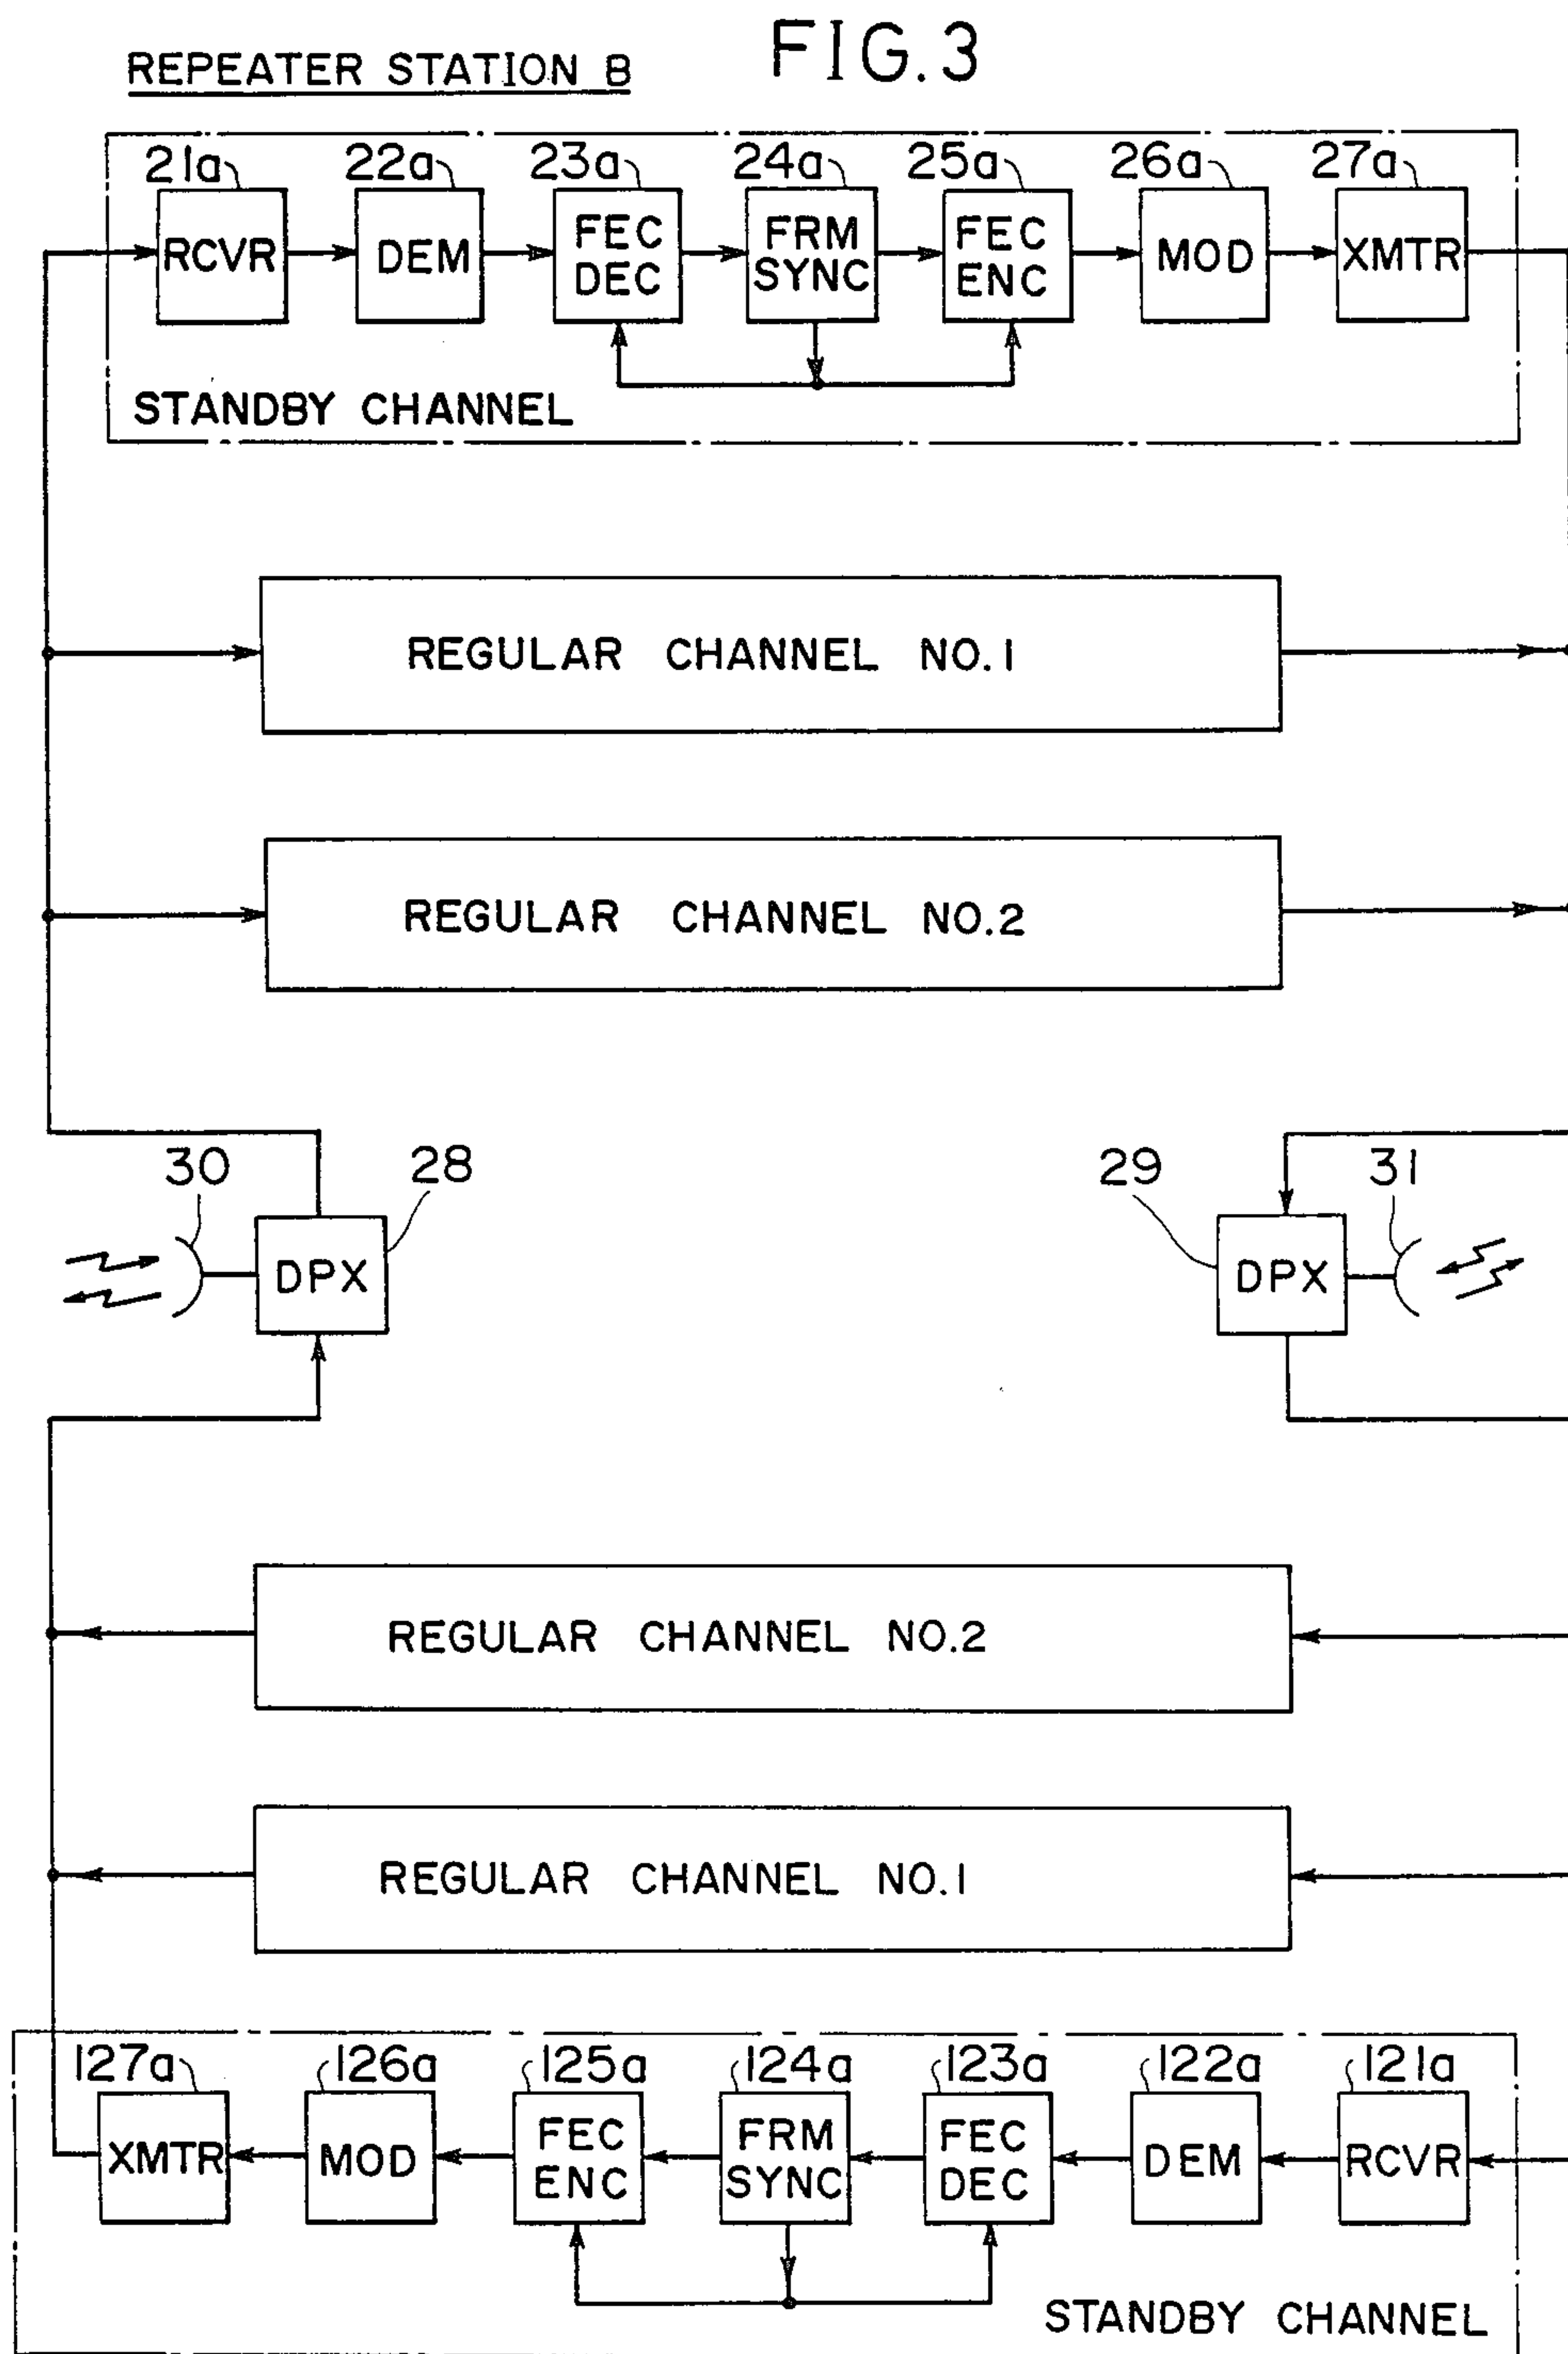 FIG.3
REPEATER STATION B
21a 22a 23a 24a 25a 26a 27a
RCVR DEM FEC DEC FRM SYNC FEC ENC MOD XMTR
STANDBY CHANNEL
REGULAR CHANNEL NO.1
REGULAR CHANNEL NO.2
30 28 29 31
DPX DPX
REGULAR CHANNEL NO.2
REGULAR CHANNEL NO.1
127a 126a 125a 124a 123a 122a 121a
XMTR MOD FEC ENC FRM SYNC FEC DEC DEM RCVR
STANDBY CHANNEL